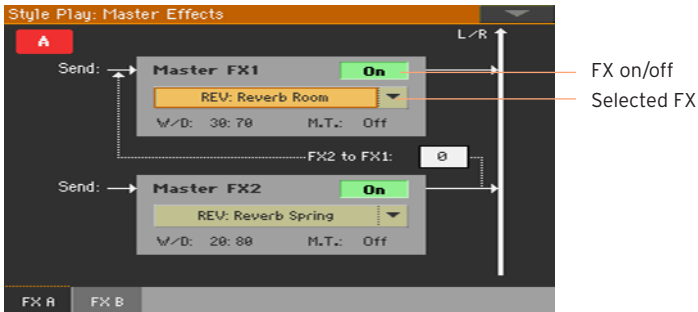 Style Play: Master Effects
A
L/R
Send:
Master FX1
On
FX on/off
REV: Reverb Room
Selected FX
W/D: 30:70 M.T.: Off
FX2 to FX1: 0
Send:
Master FX2
On
REV: Reverb Spring
W/D: 20:80 M.T.: Off
FX A
FX B